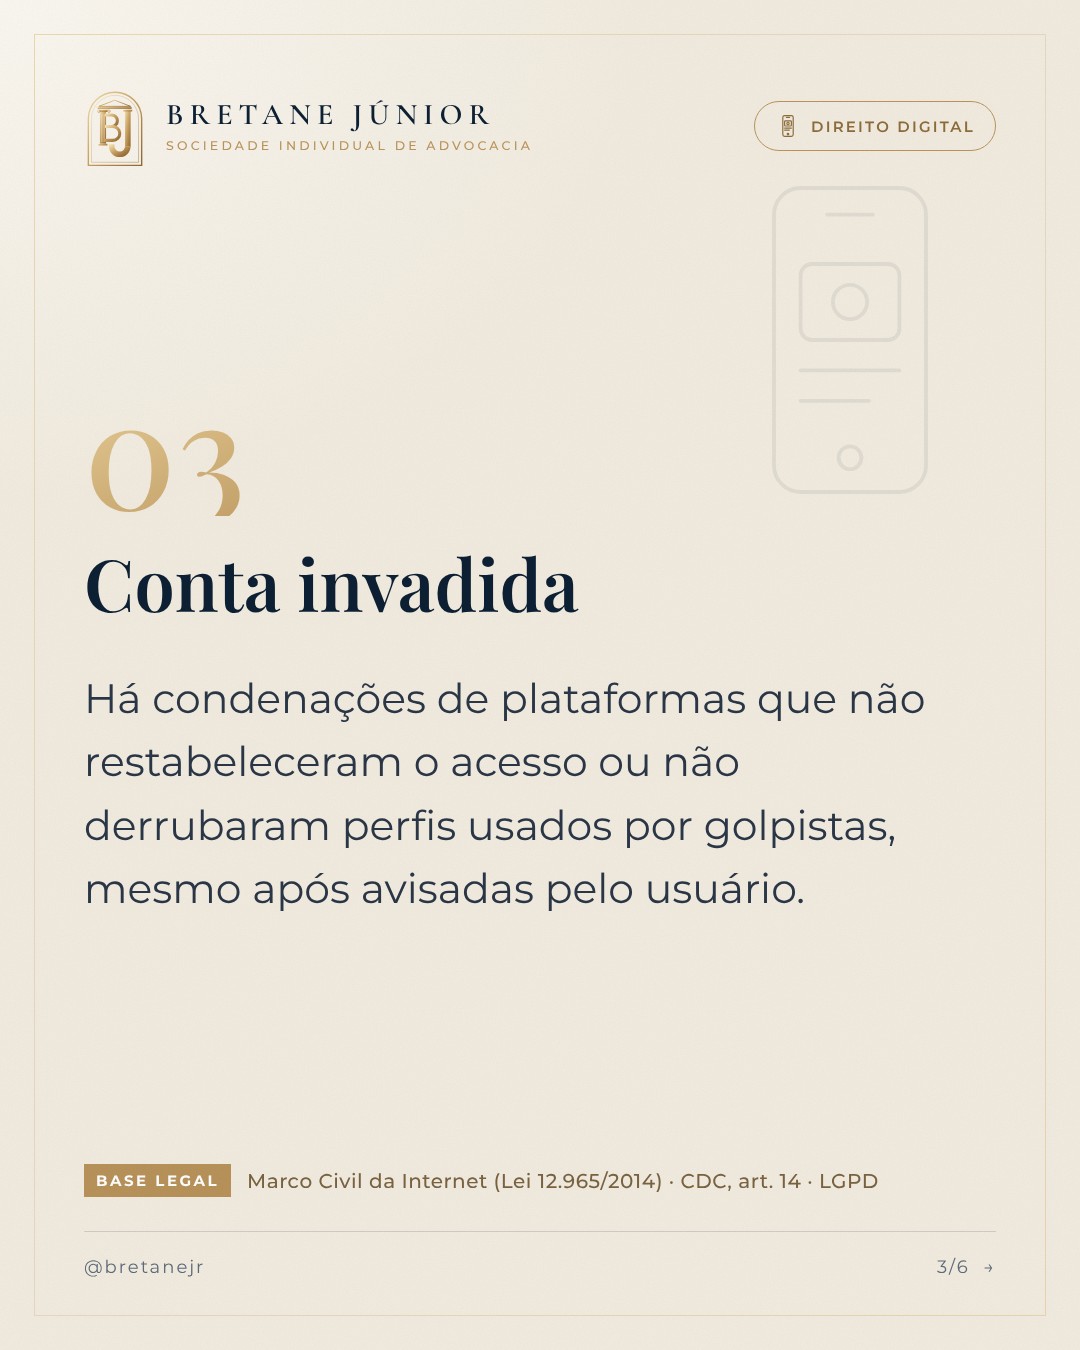 BRETANE JÚNIOR
SOCIEDADE INDIVIDUAL DE ADVOCACIA
DIREITO DIGITAL
03
Conta invadida
Há condenações de plataformas que não
restabeleceram o acesso ou não
derrubaram perfis usados por golpistas,
mesmo após avisadas pelo usuário.
BASE LEGAL Marco Civil da Internet (Lei 12.965/2014) · CDC, art. 14 · LGPD
@bretanejr
3/6 →